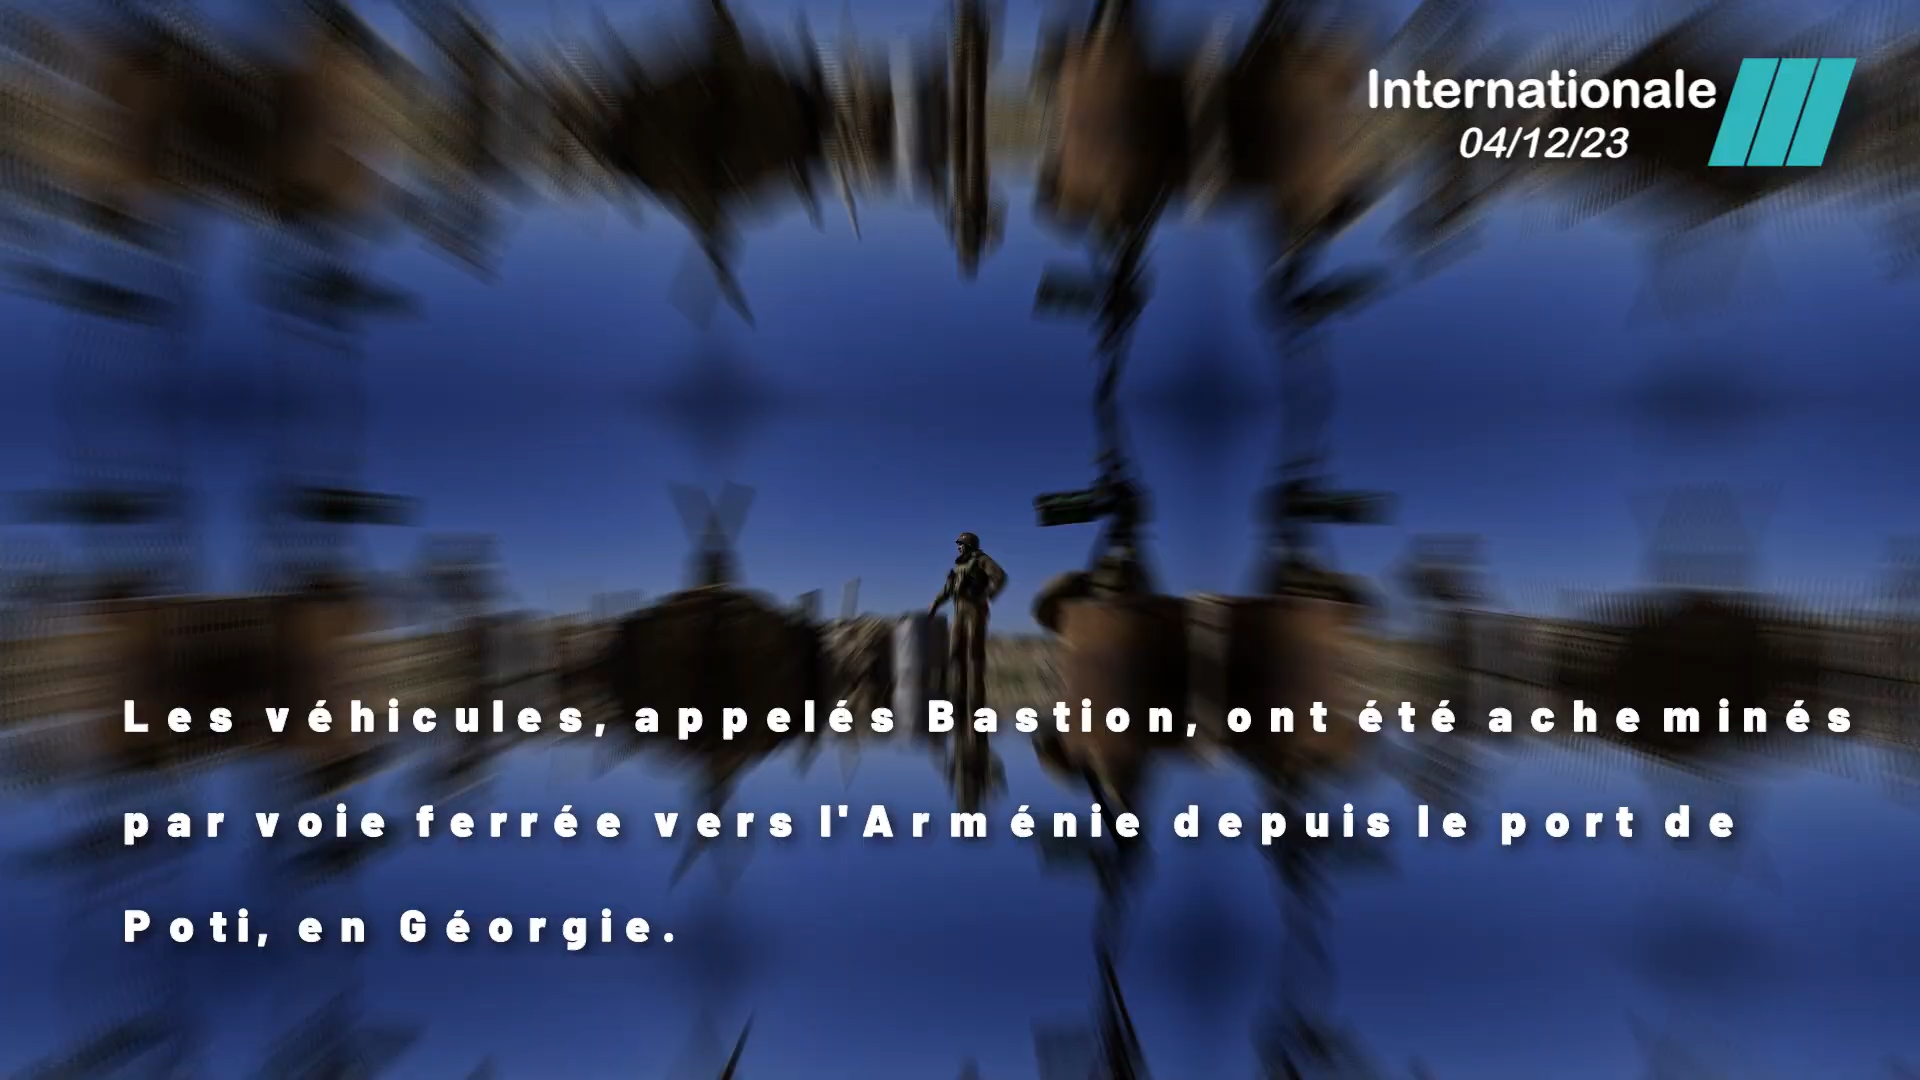 Internationale
04/12/23
Les véhicules, appelés Bastion, ont été acheminés
par voie ferrée vers l'Arménie depuis le port de
Poti, en Géorgie.